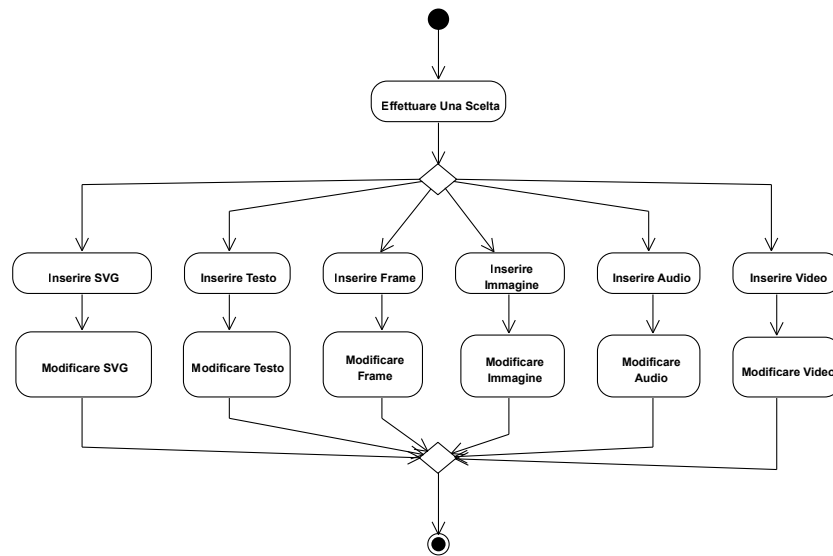 Effettuare Una Scelta
Inserire SVG
Inserire Testo
Inserire Frame
Inserire
Immagine
Inserire Audio
Inserire Video
Modificare SVG
Modificare Testo
Modificare
Frame
Modificare
Immagine
Modificare
Audio
Modificare Video